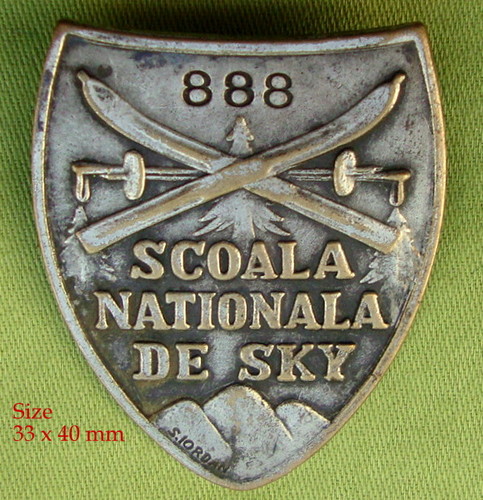 888
SCOALA
NATIONALA
DE SKY
S. IORDAN
Size
33 x 40 mm